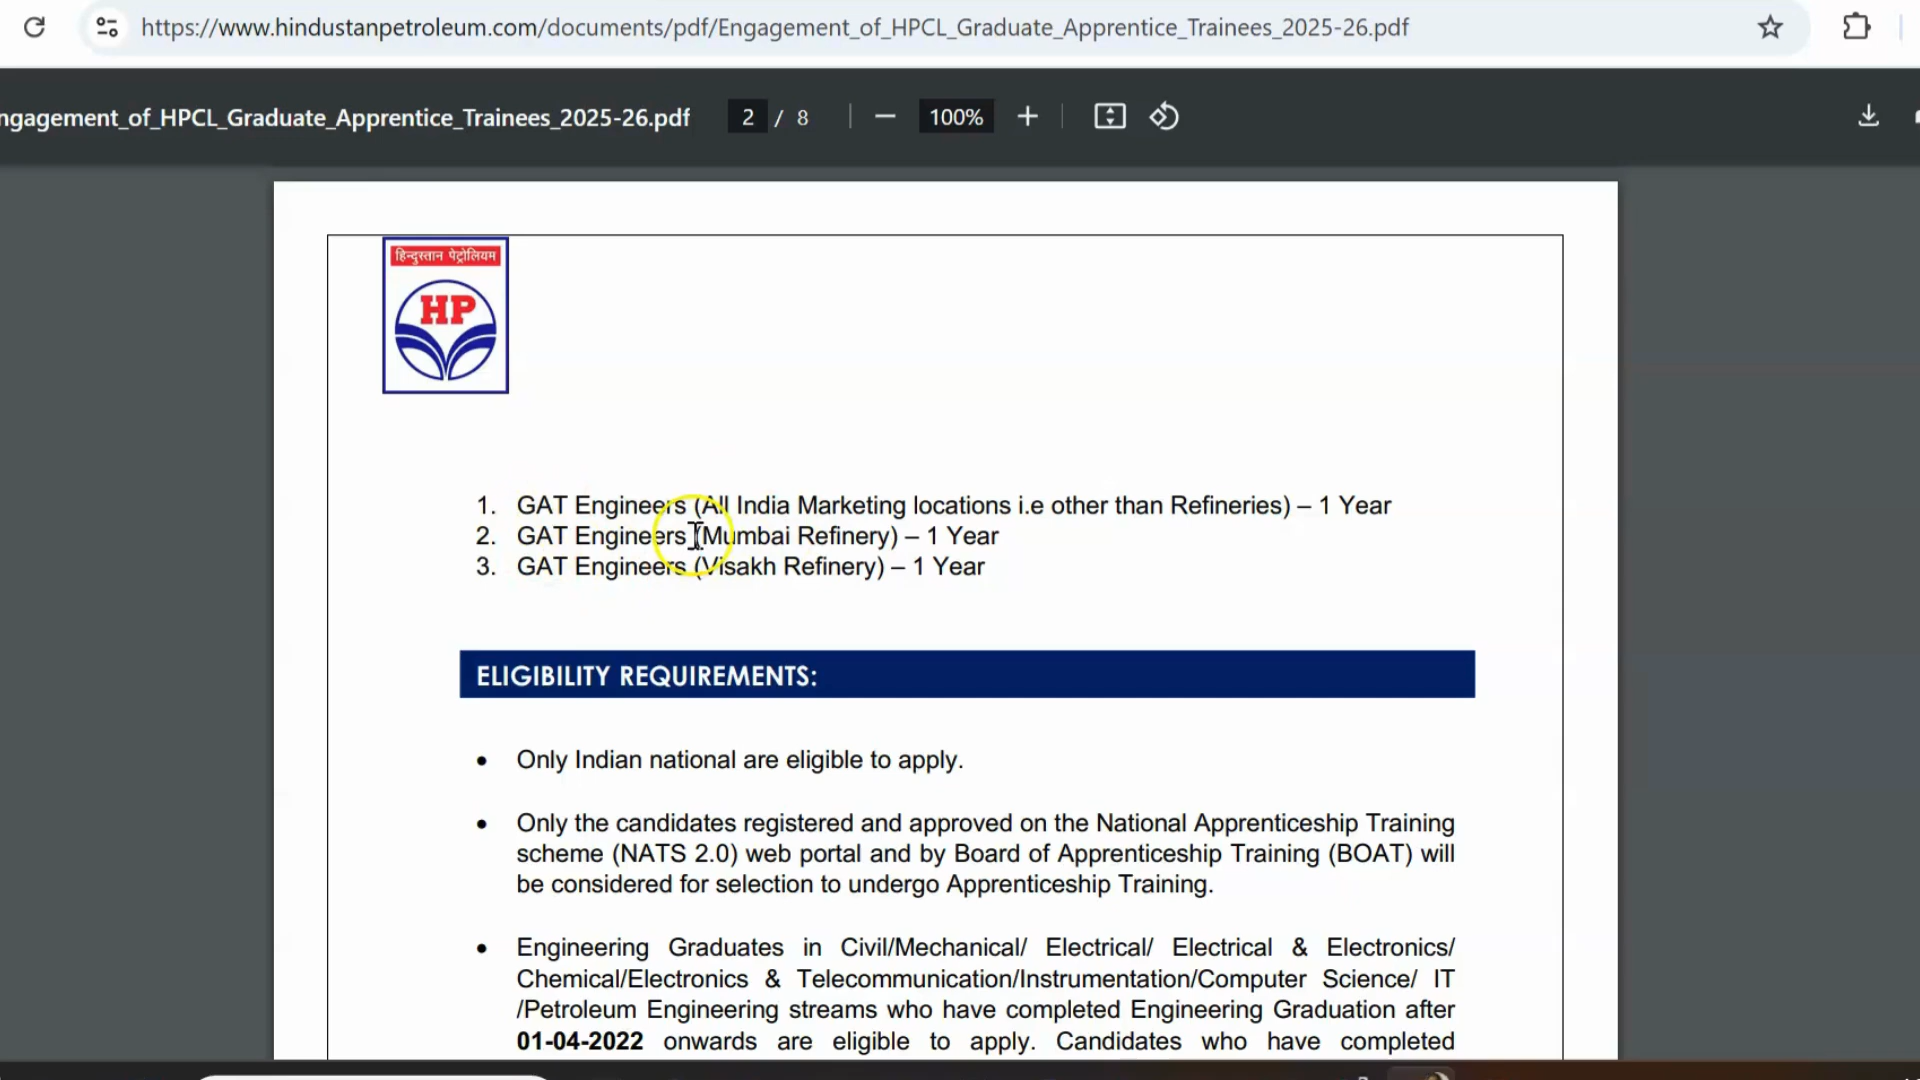 https://www.hindustanpetroleum.com/documents/pdf/Engagement_of_HPCL_Graduate_Apprentice_Trainees_2025-26.pdf
ngagement_of_HPCL_Graduate_Apprentice_Trainees_2025-26.pdf 2 / 8 100%
हिन्दुस्तान पेट्रोलियम
HP
1. GAT Engineers (All India Marketing locations i.e other than Refineries) – 1 Year
2. GAT Engineers (Mumbai Refinery) – 1 Year
3. GAT Engineers (Visakh Refinery) – 1 Year
ELIGIBILITY REQUIREMENTS:
• Only Indian national are eligible to apply.
• Only the candidates registered and approved on the National Apprenticeship Training
scheme (NATS 2.0) web portal and by Board of Apprenticeship Training (BOAT) will
be considered for selection to undergo Apprenticeship Training.
• Engineering Graduates in Civil/Mechanical/ Electrical/ Electrical & Electronics/
Chemical/Electronics & Telecommunication/Instrumentation/Computer Science/ IT
/Petroleum Engineering streams who have completed Engineering Graduation after
01-04-2022 onwards are eligible to apply. Candidates who have completed